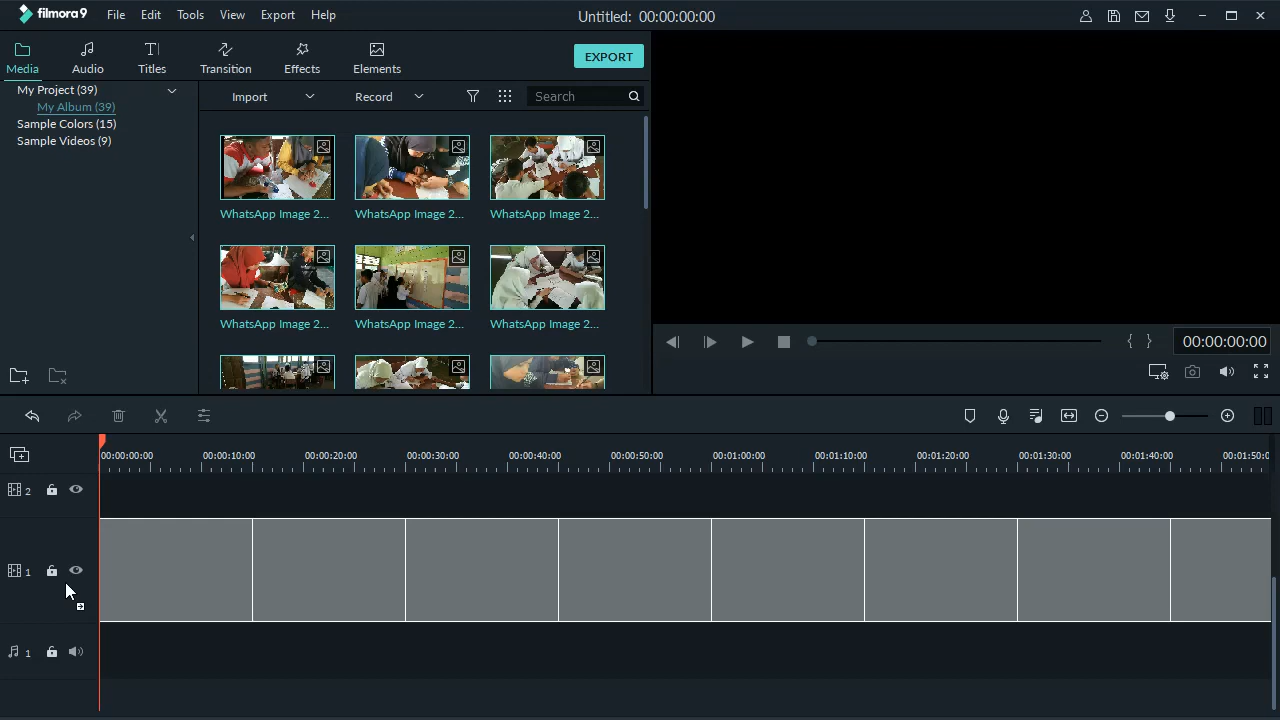 filmora9
File Edit Tools View Export Help
Untitled: 00:00:00:00
Media Audio Titles Transition Effects Elements
EXPORT
My Project (39)
My Album (39)
Sample Colors (15)
Sample Videos (9)
Import Record Search
WhatsApp Image 2... WhatsApp Image 2... WhatsApp Image 2...
WhatsApp Image 2... WhatsApp Image 2... WhatsApp Image 2...
{ } 00:00:00:00
00:00:00:00 00:00:10:00 00:00:20:00 00:00:30:00 00:00:40:00 00:00:50:00 00:01:00:00 00:01:10:00 00:01:20:00 00:01:30:00 00:01:40:00 00:01:50:0
2
1
1